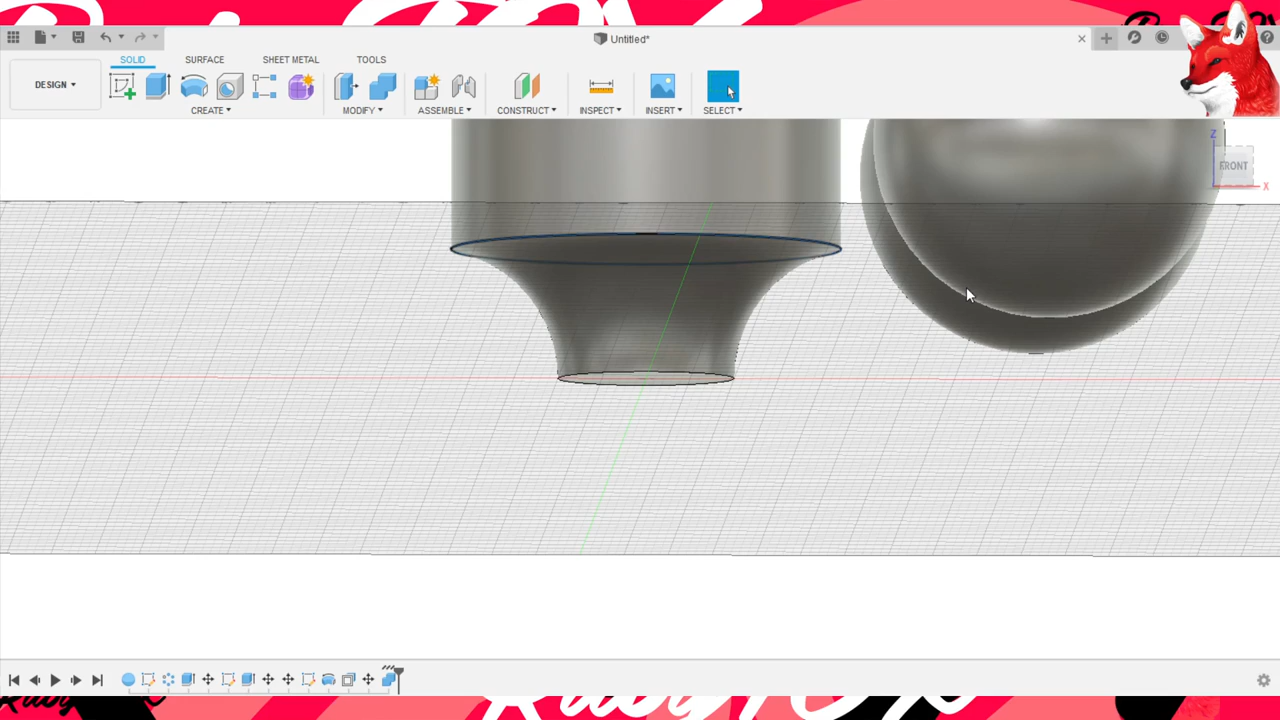 Untitled*
SOLID SURFACE SHEET METAL TOOLS
DESIGN
CREATE MODIFY ASSEMBLE CONSTRUCT INSPECT INSERT SELECT
Z
FRONT
X